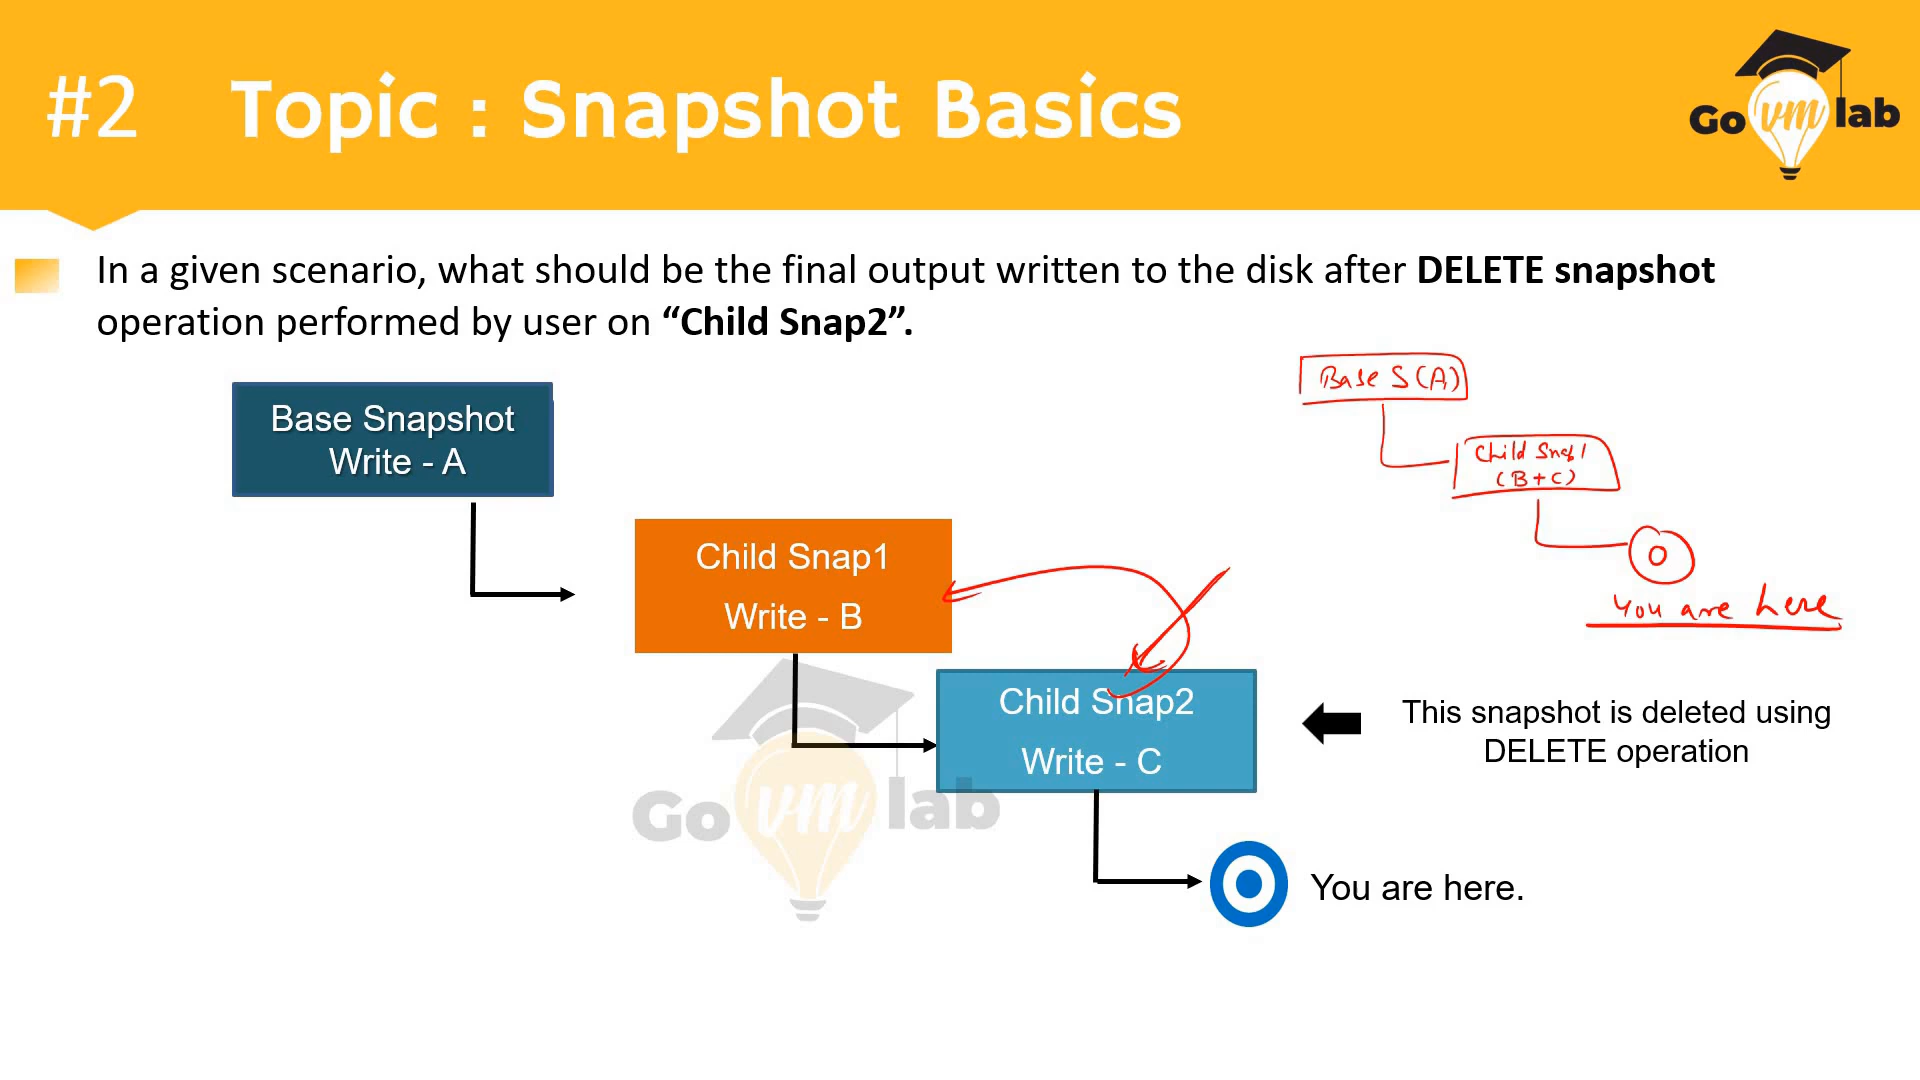 #2 Topic : Snapshot Basics
Go vm lab
In a given scenario, what should be the final output written to the disk after DELETE snapshot
operation performed by user on “Child Snap2”.
Base S (A)
Base Snapshot
Write - A
Child Snap1
(B+C)
Child Snap1
Write - B
You are here
Child Snap2
Write - C
This snapshot is deleted using
DELETE operation
Go vm lab
You are here.